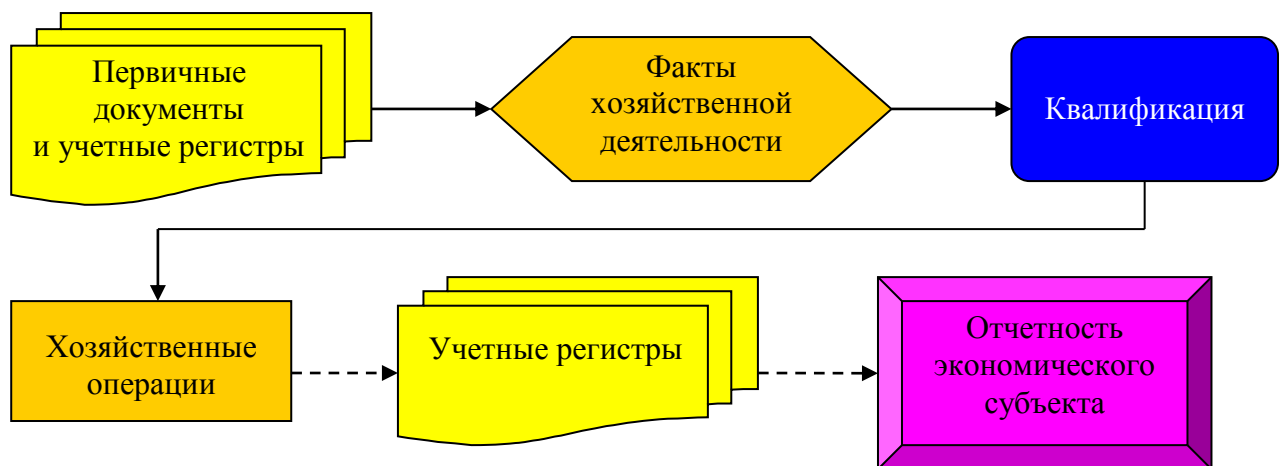 Первичные
документы
и учетные регистры
Факты
хозяйственной
деятельности
Квалификация
Хозяйственные
операции
Учетные регистры
Отчетность
экономического
субъекта